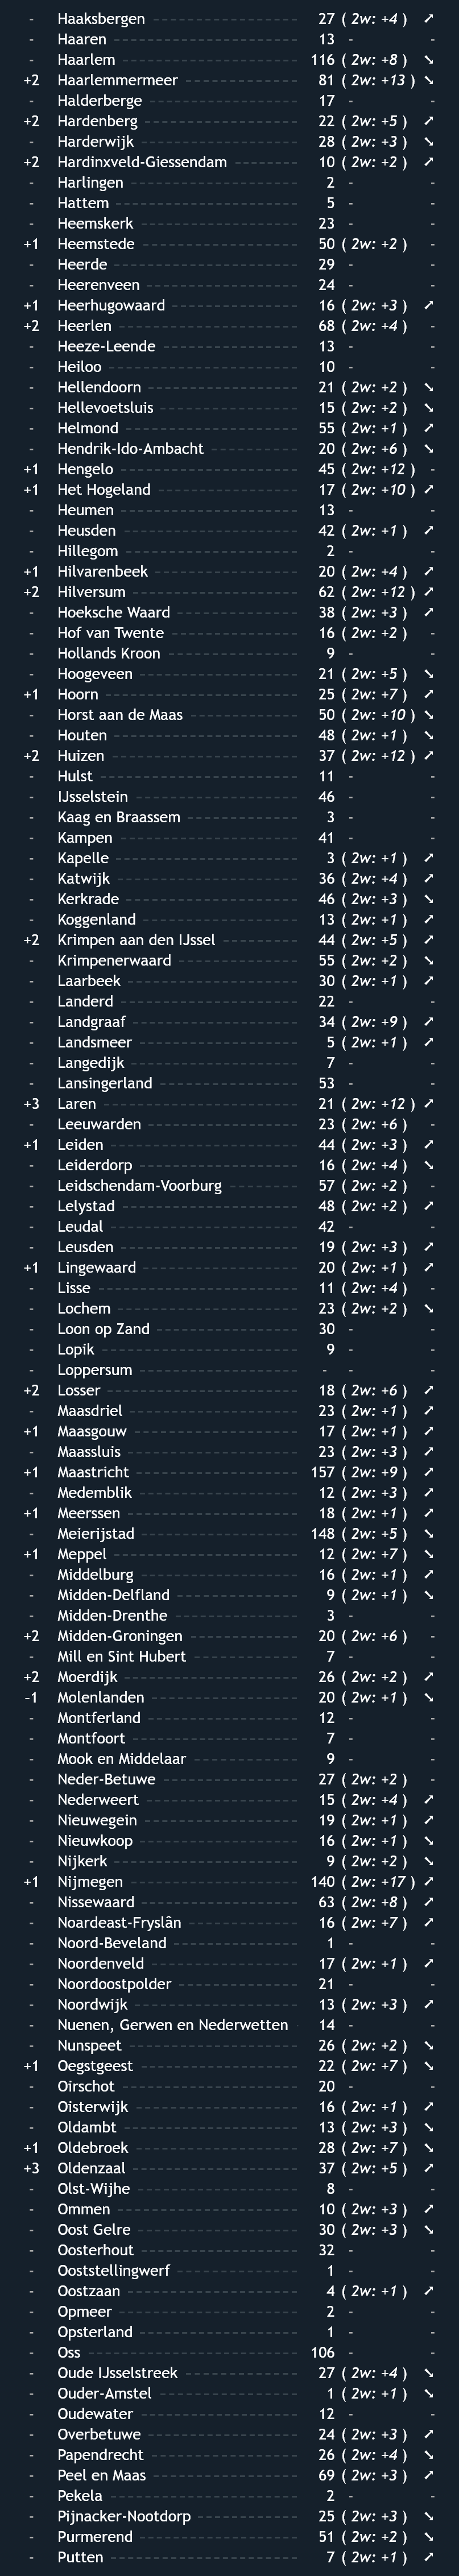 - Haaksbergen 27 ( 2w: +4 ) ➚
- Haaren 13 - -
- Haarlem 116 ( 2w: +8 ) ➘
+2 Haarlemmermeer 81 ( 2w: +13 ) ➘
- Halderberge 17 - -
+2 Hardenberg 22 ( 2w: +5 ) ➚
- Harderwijk 28 ( 2w: +3 ) ➘
+2 Hardinxveld-Giessendam 10 ( 2w: +2 ) ➚
- Harlingen 2 - -
- Hattem 5 - -
- Heemskerk 23 - -
+1 Heemstede 50 ( 2w: +2 ) -
- Heerde 29 - -
- Heerenveen 24 - -
+1 Heerhugowaard 16 ( 2w: +3 ) ➚
+2 Heerlen 68 ( 2w: +4 ) -
- Heeze-Leende 13 - -
- Heiloo 10 - -
- Hellendoorn 21 ( 2w: +2 ) ➘
- Hellevoetsluis 15 ( 2w: +2 ) ➘
- Helmond 55 ( 2w: +1 ) ➚
- Hendrik-Ido-Ambacht 20 ( 2w: +6 ) ➘
+1 Hengelo 45 ( 2w: +12 ) -
+1 Het Hogeland 17 ( 2w: +10 ) ➚
- Heumen 13 - -
- Heusden 42 ( 2w: +1 ) ➚
- Hillegom 2 - -
+1 Hilvarenbeek 20 ( 2w: +4 ) ➚
+2 Hilversum 62 ( 2w: +12 ) ➚
- Hoeksche Waard 38 ( 2w: +3 ) ➚
- Hof van Twente 16 ( 2w: +2 ) -
- Hollands Kroon 9 - -
- Hoogeveen 21 ( 2w: +5 ) ➘
+1 Hoorn 25 ( 2w: +7 ) ➚
- Horst aan de Maas 50 ( 2w: +10 ) ➘
- Houten 48 ( 2w: +1 ) ➘
+2 Huizen 37 ( 2w: +12 ) ➚
- Hulst 11 - -
- IJsselstein 46 - -
- Kaag en Braassem 3 - -
- Kampen 41 - -
- Kapelle 3 ( 2w: +1 ) ➚
- Katwijk 36 ( 2w: +4 ) ➚
- Kerkrade 46 ( 2w: +3 ) ➘
- Koggenland 13 ( 2w: +1 ) ➚
+2 Krimpen aan den IJssel 44 ( 2w: +5 ) ➚
- Krimpenerwaard 55 ( 2w: +2 ) ➘
- Laarbeek 30 ( 2w: +1 ) ➚
- Landerd 22 - -
- Landgraaf 34 ( 2w: +9 ) ➚
- Landsmeer 5 ( 2w: +1 ) ➚
- Langedijk 7 - -
- Lansingerland 53 - -
+3 Laren 21 ( 2w: +12 ) ➚
- Leeuwarden 23 ( 2w: +6 ) -
+1 Leiden 44 ( 2w: +3 ) ➚
- Leiderdorp 16 ( 2w: +4 ) ➘
- Leidschendam-Voorburg 57 ( 2w: +2 ) -
- Lelystad 48 ( 2w: +2 ) ➚
- Leudal 42 - -
- Leusden 19 ( 2w: +3 ) ➚
+1 Lingewaard 20 ( 2w: +1 ) ➚
- Lisse 11 ( 2w: +4 ) -
- Lochem 23 ( 2w: +2 ) ➘
- Loon op Zand 30 - -
- Lopik 9 - -
- Loppersum - - -
+2 Losser 18 ( 2w: +6 ) ➚
- Maasdriel 23 ( 2w: +1 ) ➚
+1 Maasgouw 17 ( 2w: +1 ) ➚
- Maassluis 23 ( 2w: +3 ) ➚
+1 Maastricht 157 ( 2w: +9 ) ➚
- Medemblik 12 ( 2w: +3 ) ➚
+1 Meerssen 18 ( 2w: +1 ) ➚
- Meierijstad 148 ( 2w: +5 ) ➘
+1 Meppel 12 ( 2w: +7 ) ➘
- Middelburg 16 ( 2w: +1 ) ➚
- Midden-Delfland 9 ( 2w: +1 ) ➘
- Midden-Drenthe 3 - -
+2 Midden-Groningen 20 ( 2w: +6 ) -
- Mill en Sint Hubert 7 - -
+2 Moerdijk 26 ( 2w: +2 ) ➚
-1 Molenlanden 20 ( 2w: +1 ) ➘
- Montferland 12 - -
- Montfoort 7 - -
- Mook en Middelaar 9 - -
- Neder-Betuwe 27 ( 2w: +2 ) -
- Nederweert 15 ( 2w: +4 ) ➚
- Nieuwegein 19 ( 2w: +1 ) ➚
- Nieuwkoop 16 ( 2w: +1 ) ➘
- Nijkerk 9 ( 2w: +2 ) ➘
+1 Nijmegen 140 ( 2w: +17 ) ➚
- Nissewaard 63 ( 2w: +8 ) ➚
- Noardeast-Fryslân 16 ( 2w: +7 ) ➚
- Noord-Beveland 1 - -
- Noordenveld 17 ( 2w: +1 ) ➚
- Noordoostpolder 21 - -
- Noordwijk 13 ( 2w: +3 ) ➚
- Nuenen, Gerwen en Nederwetten 14 - -
- Nunspeet 26 ( 2w: +2 ) ➘
+1 Oegstgeest 22 ( 2w: +7 ) ➘
- Oirschot 20 - -
- Oisterwijk 16 ( 2w: +1 ) ➚
- Oldambt 13 ( 2w: +3 ) ➘
+1 Oldebroek 28 ( 2w: +7 ) ➘
+3 Oldenzaal 37 ( 2w: +5 ) ➚
- Olst-Wijhe 8 - -
- Ommen 10 ( 2w: +3 ) ➚
- Oost Gelre 30 ( 2w: +3 ) ➘
- Oosterhout 32 - -
- Ooststellingwerf 1 - -
- Oostzaan 4 ( 2w: +1 ) ➚
- Opmeer 2 - -
- Opsterland 1 - -
- Oss 106 - -
- Oude IJsselstreek 27 ( 2w: +4 ) ➘
- Ouder-Amstel 1 ( 2w: +1 ) ➘
- Oudewater 12 - -
- Overbetuwe 24 ( 2w: +3 ) ➚
- Papendrecht 26 ( 2w: +4 ) ➘
- Peel en Maas 69 ( 2w: +3 ) ➚
- Pekela 2 - -
- Pijnacker-Nootdorp 25 ( 2w: +3 ) ➘
- Purmerend 51 ( 2w: +2 ) ➘
- Putten 7 ( 2w: +1 ) ➚